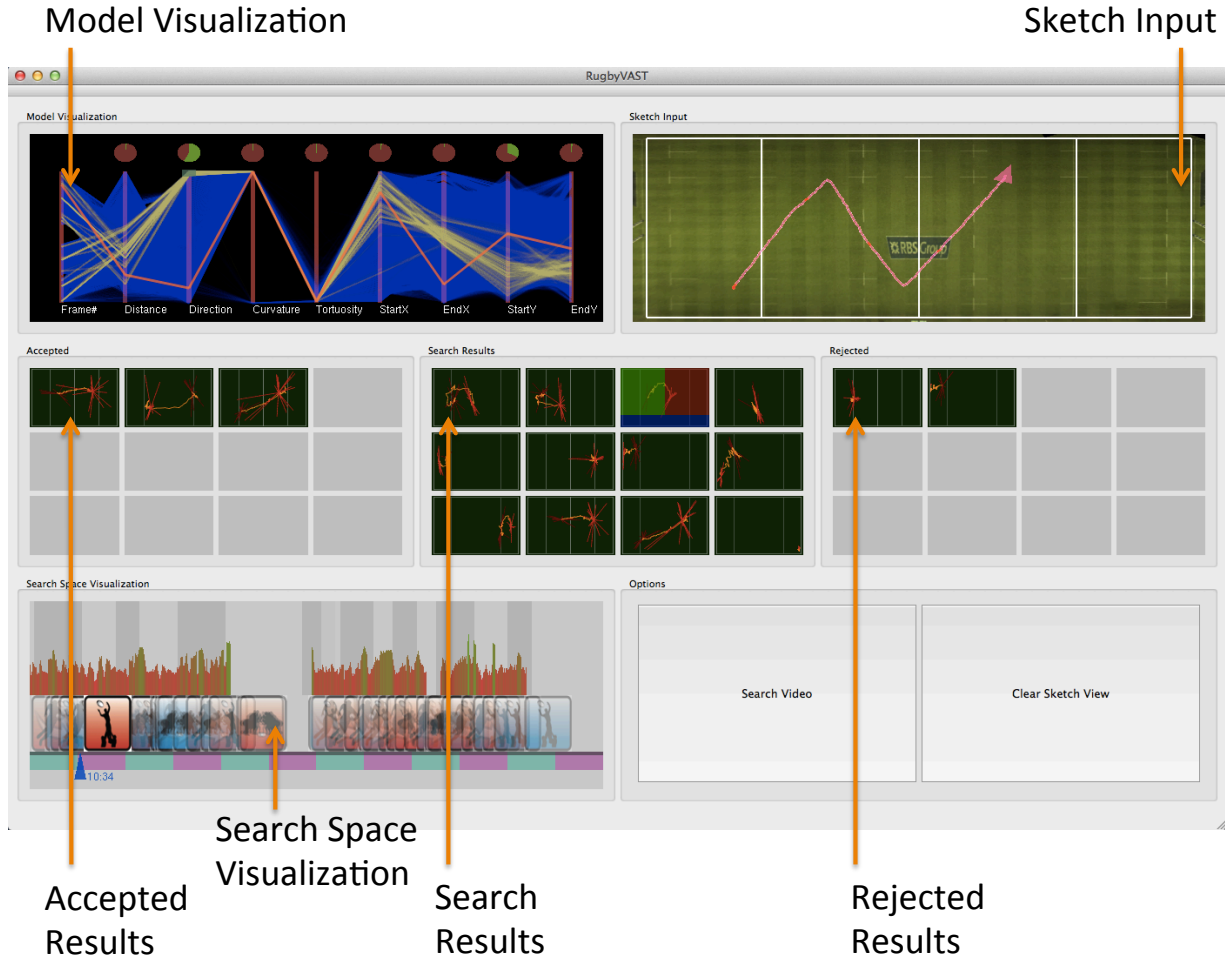 Model Visualization
Sketch Input
RugbyVAST
Model Visualization
Sketch Input
RBS Group
Frame# Distance Direction Curvature Tortuosity StartX EndX StartY EndY
Accepted
Search Results
Rejected
Search Space Visualization
Options
Search Video
Clear Sketch View
10:34
Search Space
Visualization
Accepted
Results
Search
Results
Rejected
Results